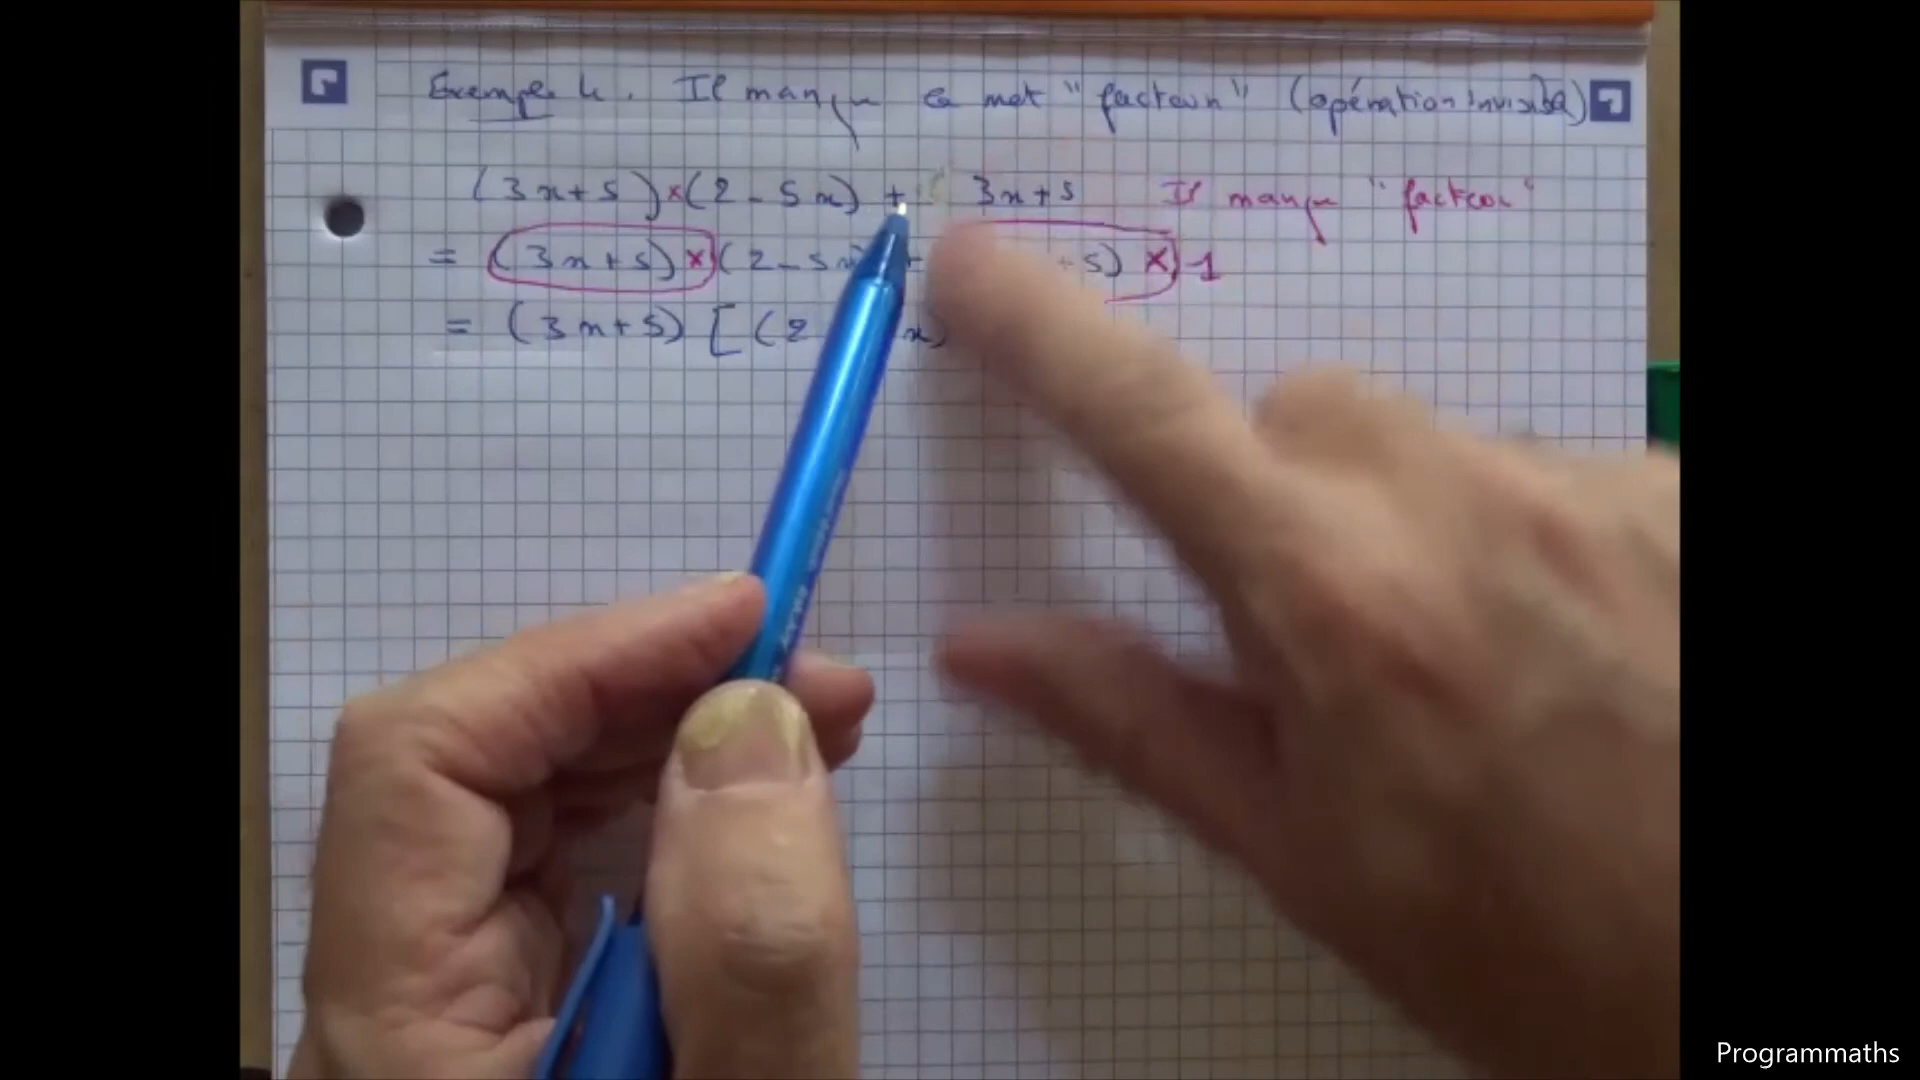 Exemple 4. Il manque le mot "facteur" (opération invisible)
(3x+5)×(2-5x) + 3x+5 Il manque "facteur"
= (3x+5)×(2-5x) + +5) × 1
= (3x+5) [(2 x)
Programmaths